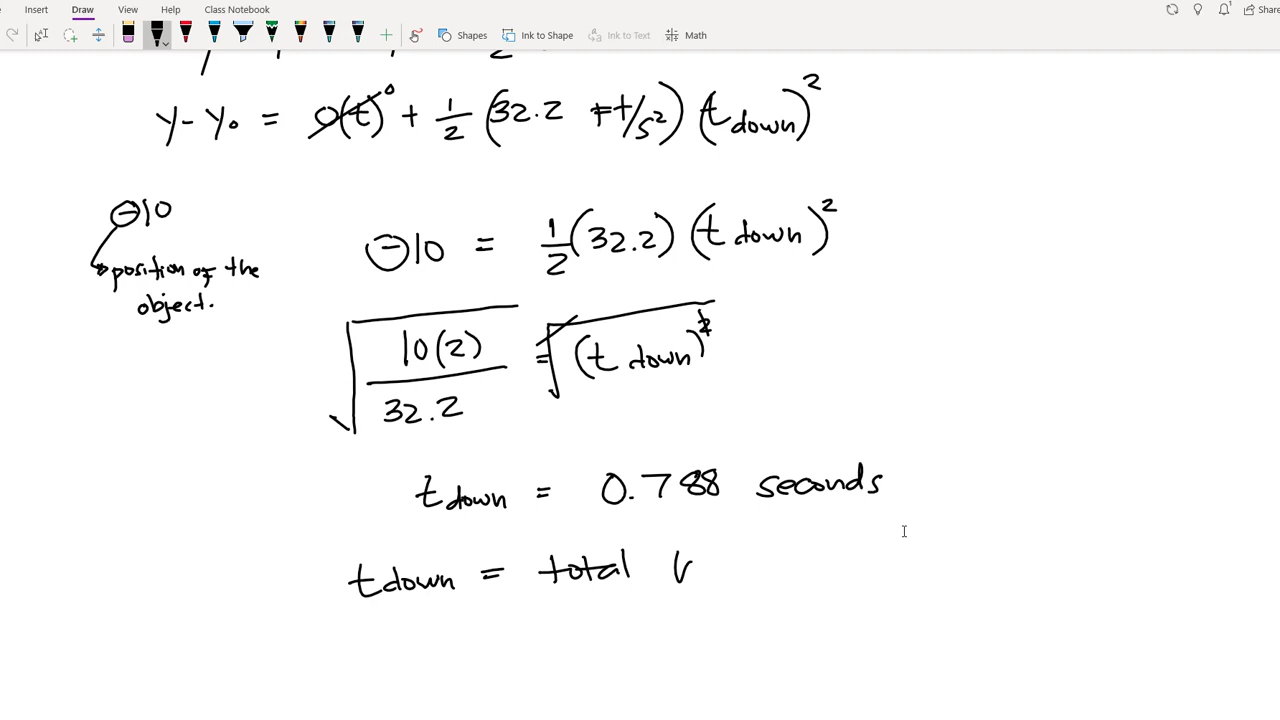 Insert Draw View Help Class Notebook Share
Shapes Ink to Shape Ink to Text Math
y - y₀ = 0(t)⁰ + 1/2 (32.2 ft/s²) (t down)²
⊖10
position of the object.
⊖10 = 1/2 (32.2) (t down)²
√(10(2)/32.2) = √(t down)²
t down = 0.788 seconds
t down = total